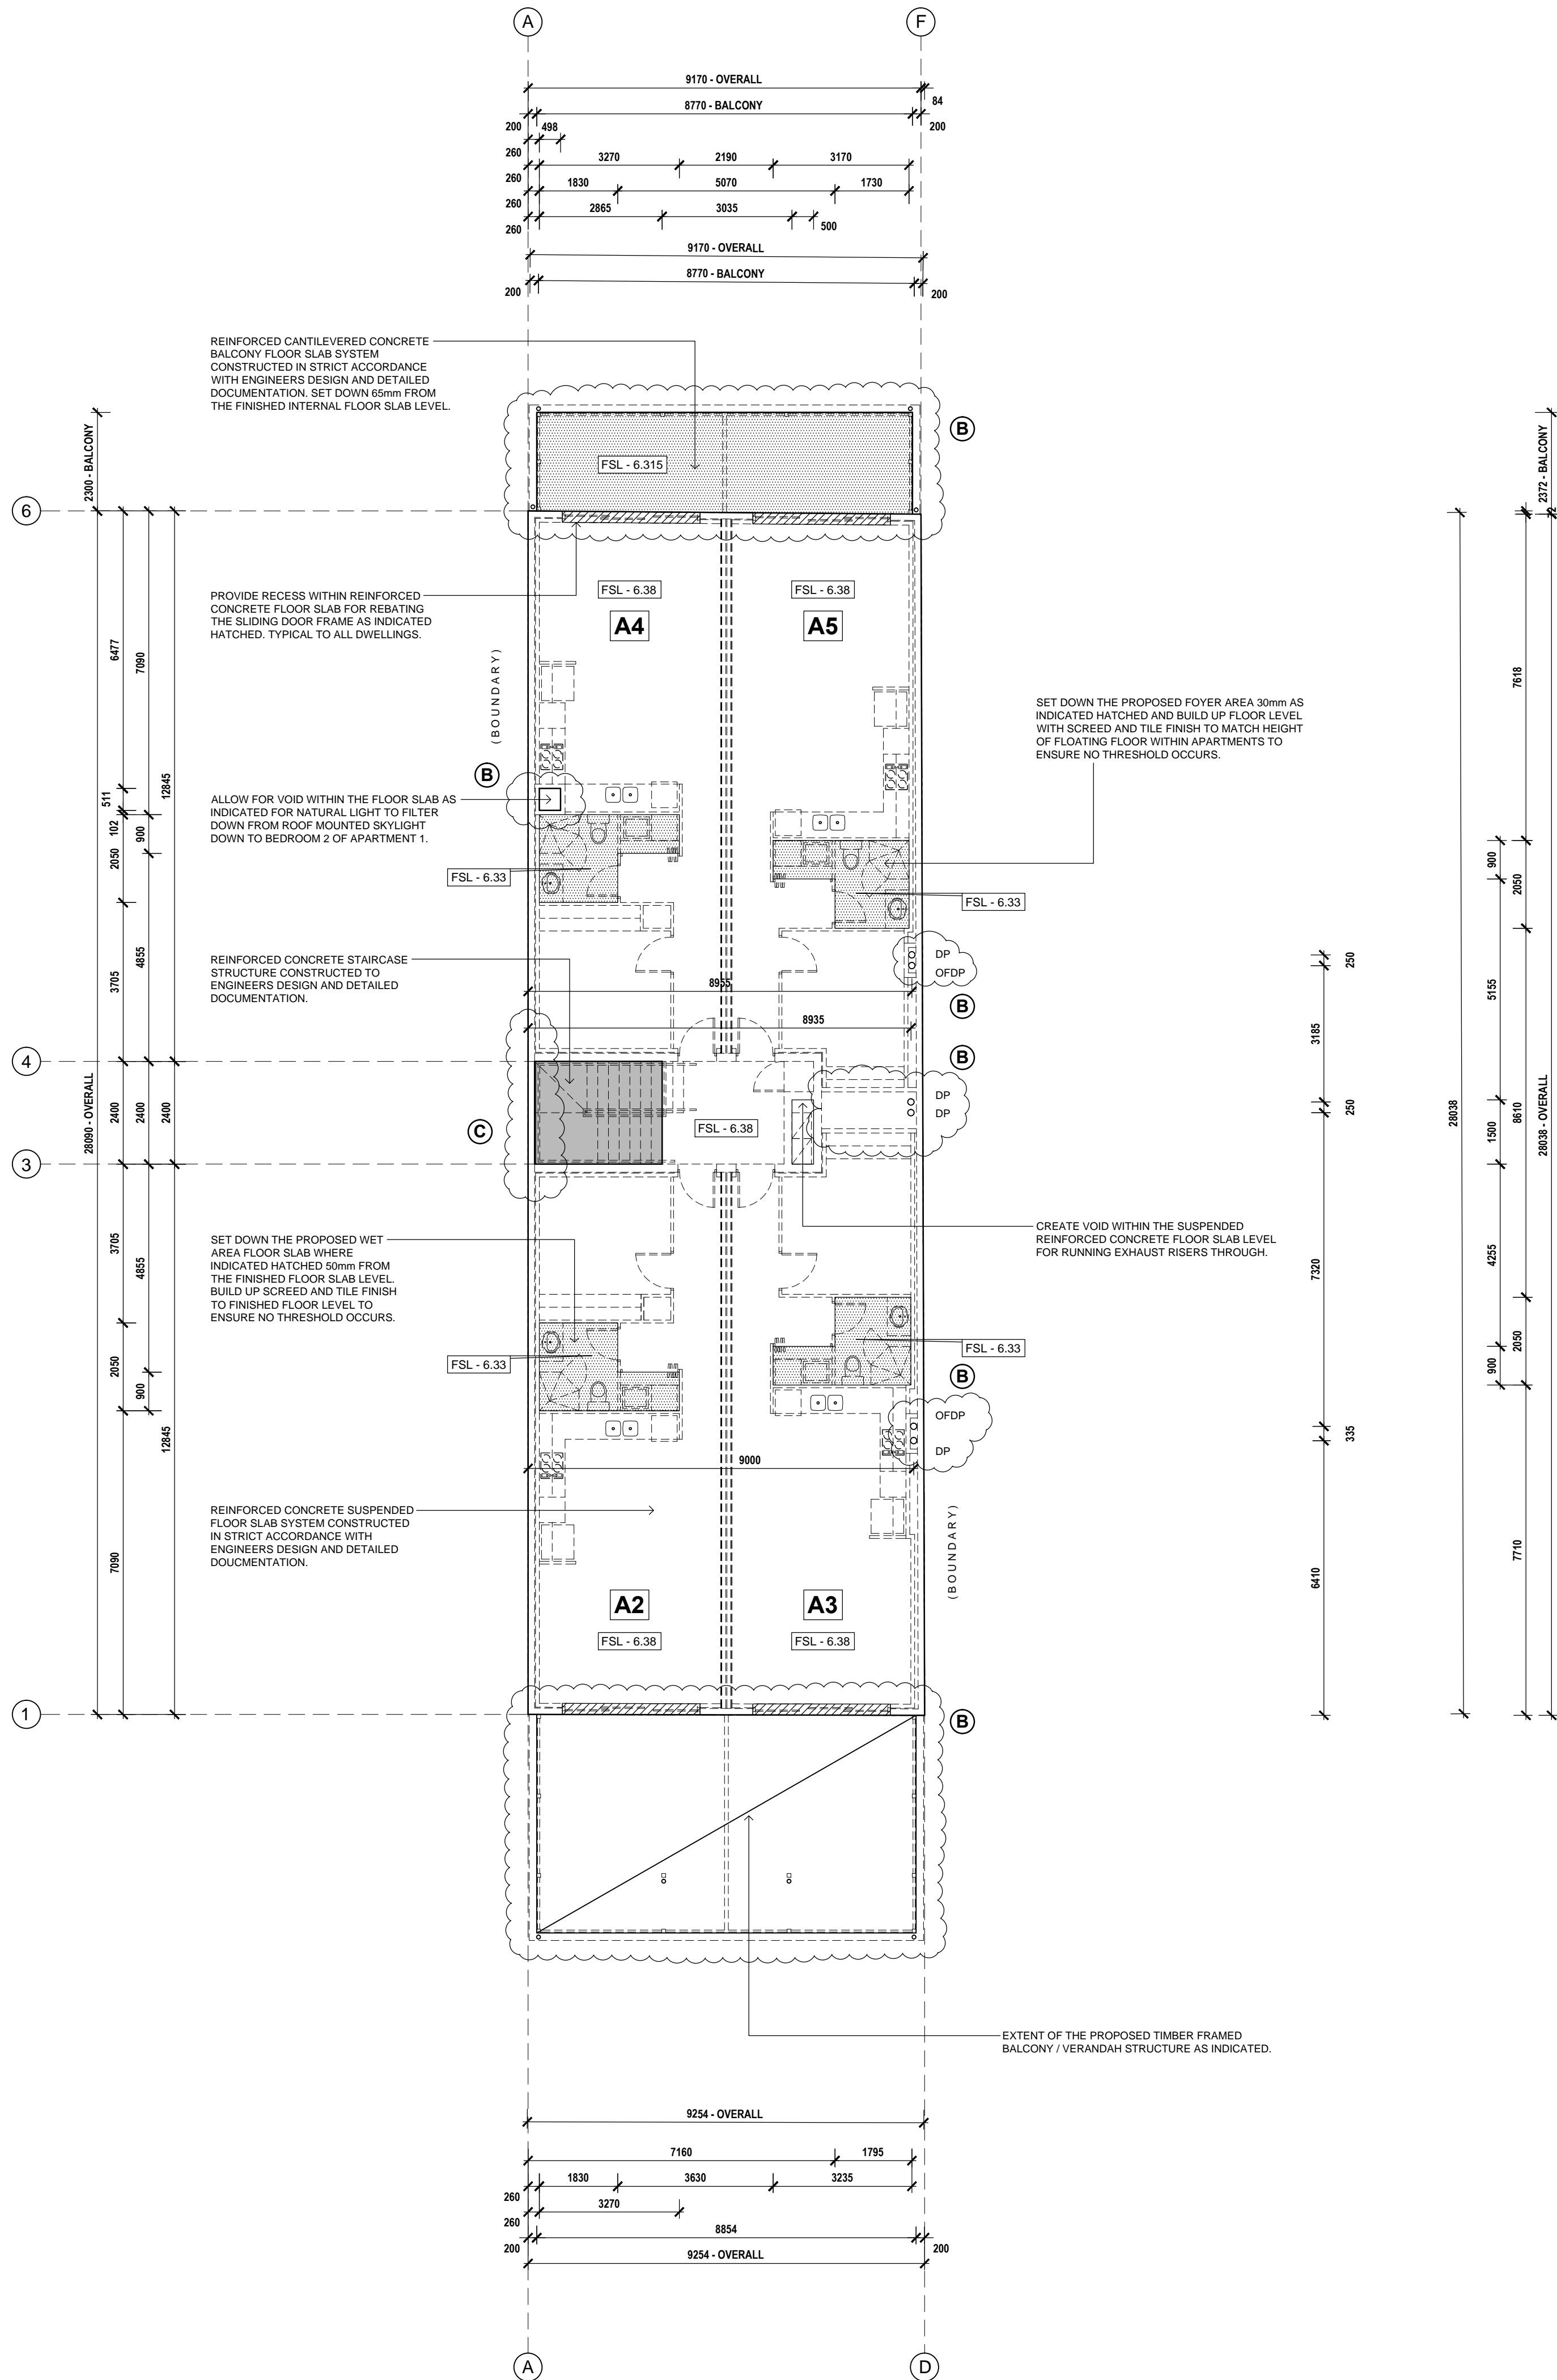 A
F
9170 - OVERALL
84
8770 - BALCONY
200
498
200
260
3270
2190
3170
260
1830
5070
1730
260
2865
3035
260
500
9170 - OVERALL
8770 - BALCONY
200
200
REINFORCED CANTILEVERED CONCRETE
BALCONY FLOOR SLAB SYSTEM
CONSTRUCTED IN STRICT ACCORDANCE
WITH ENGINEERS DESIGN AND DETAILED
DOCUMENTATION. SET DOWN 65mm FROM
THE FINISHED INTERNAL FLOOR SLAB LEVEL.
2300 - BALCONY
2372 - BALCONY
72
B
FSL - 6.315
6
PROVIDE RECESS WITHIN REINFORCED
CONCRETE FLOOR SLAB FOR REBATING
THE SLIDING DOOR FRAME AS INDICATED
HATCHED. TYPICAL TO ALL DWELLINGS.
FSL - 6.38
FSL - 6.38
A4
A5
(BOUNDARY)
6477
7090
12845
7618
SET DOWN THE PROPOSED FOYER AREA 30mm AS
INDICATED HATCHED AND BUILD UP FLOOR LEVEL
WITH SCREED AND TILE FINISH TO MATCH HEIGHT
OF FLOATING FLOOR WITHIN APARTMENTS TO
ENSURE NO THRESHOLD OCCURS.
B
ALLOW FOR VOID WITHIN THE FLOOR SLAB AS
INDICATED FOR NATURAL LIGHT TO FILTER
DOWN FROM ROOF MOUNTED SKYLIGHT
DOWN TO BEDROOM 2 OF APARTMENT 1.
511
102
900
2050
900
2050
FSL - 6.33
FSL - 6.33
REINFORCED CONCRETE STAIRCASE
STRUCTURE CONSTRUCTED TO
ENGINEERS DESIGN AND DETAILED
DOCUMENTATION.
3705
4855
DP
OFDP
250
5155
8955
B
8935
3185
4
B
DP
DP
250
28090 - OVERALL
2400
2400
2400
C
FSL - 6.38
28038
1500
8610
28038 - OVERALL
3
SET DOWN THE PROPOSED WET
AREA FLOOR SLAB WHERE
INDICATED HATCHED 50mm FROM
THE FINISHED FLOOR SLAB LEVEL.
BUILD UP SCREED AND TILE FINISH
TO FINISHED FLOOR LEVEL TO
ENSURE NO THRESHOLD OCCURS.
CREATE VOID WITHIN THE SUSPENDED
REINFORCED CONCRETE FLOOR SLAB LEVEL
FOR RUNNING EXHAUST RISERS THROUGH.
3705
4855
7320
4255
FSL - 6.33
FSL - 6.33
2050
900
2050
900
B
OFDP
DP
335
12845
9000
REINFORCED CONCRETE SUSPENDED
FLOOR SLAB SYSTEM CONSTRUCTED
IN STRICT ACCORDANCE WITH
ENGINEERS DESIGN AND DETAILED
DOUCMENTATION.
7090
6410
7710
(BOUNDARY)
A2
A3
FSL - 6.38
FSL - 6.38
1
B
EXTENT OF THE PROPOSED TIMBER FRAMED
BALCONY / VERANDAH STRUCTURE AS INDICATED.
9254 - OVERALL
7160
1795
1830
3630
3235
260
3270
260
8854
200
200
9254 - OVERALL
A
D